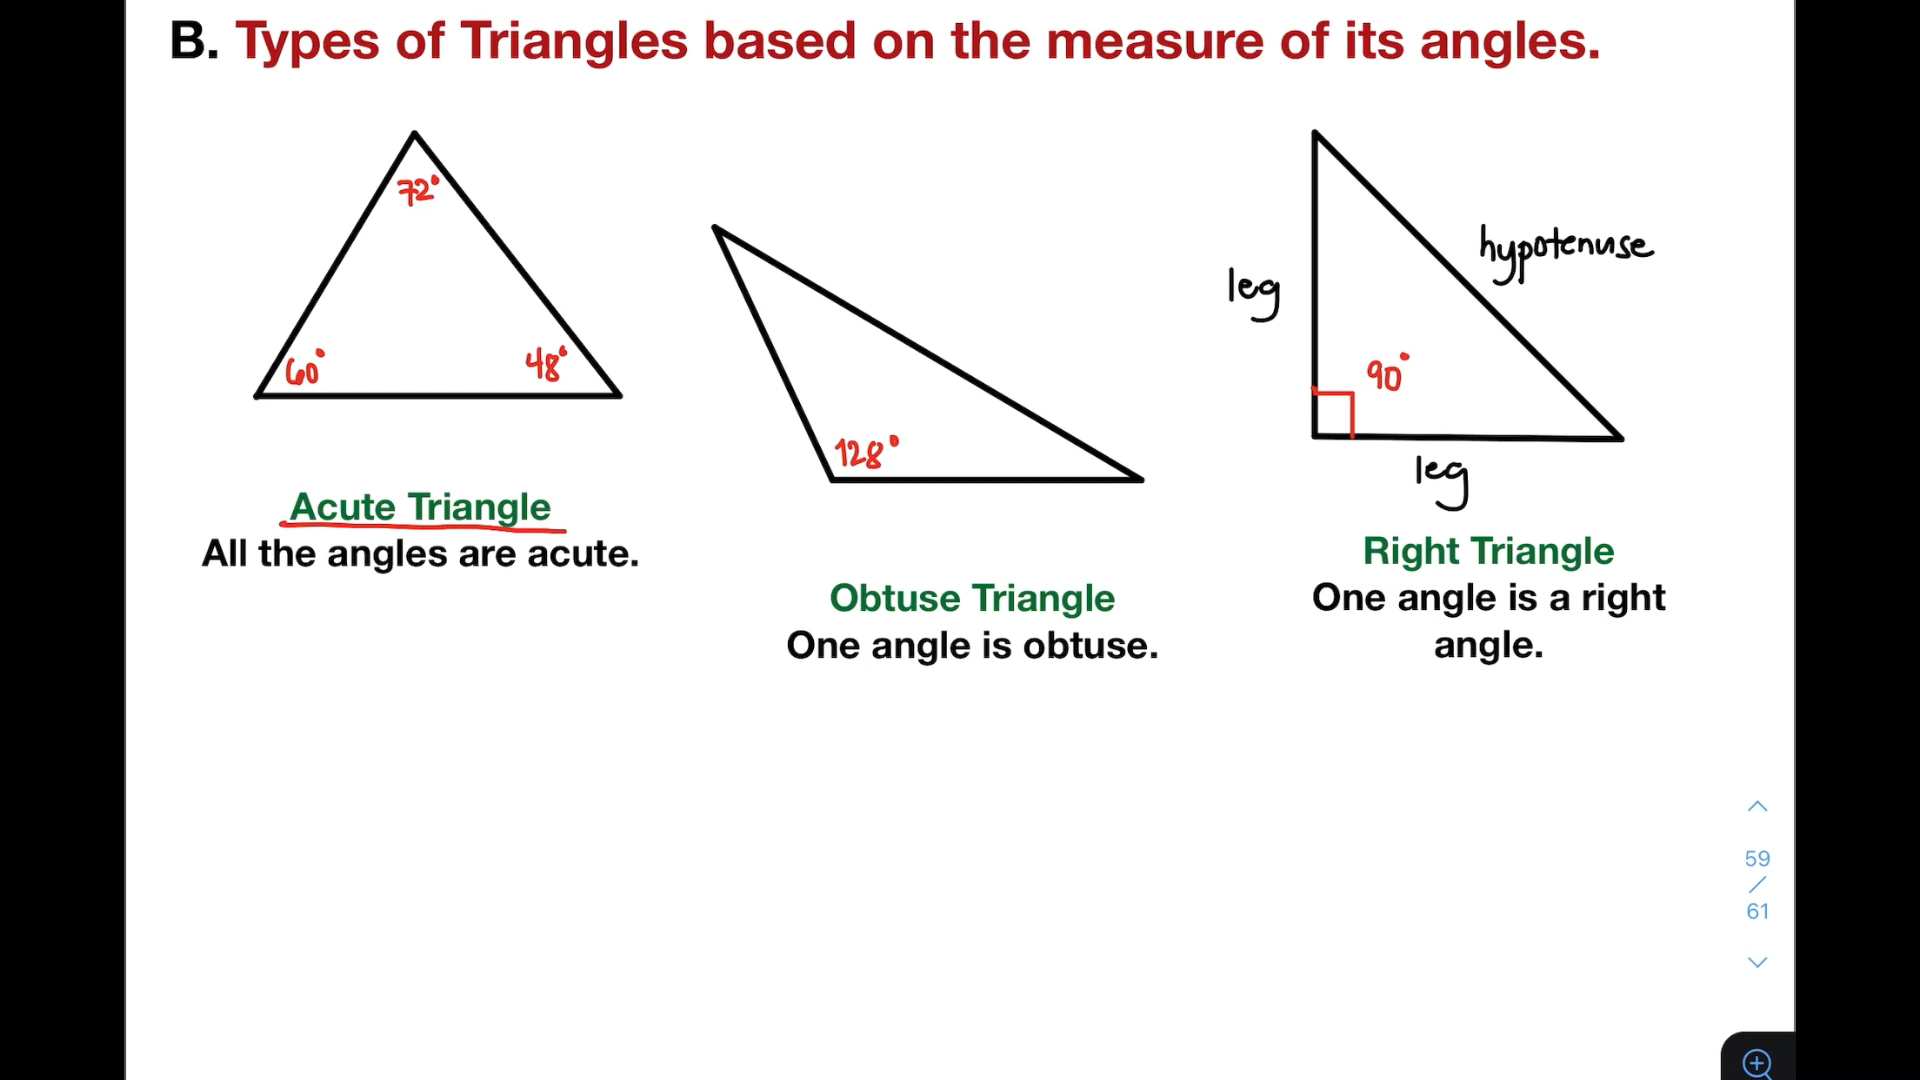 B. Types of Triangles based on the measure of its angles.
72°
60°
48°
Acute Triangle
All the angles are acute.
128°
Obtuse Triangle
One angle is obtuse.
leg
hypotenuse
90°
leg
Right Triangle
One angle is a right
angle.
59
/
61